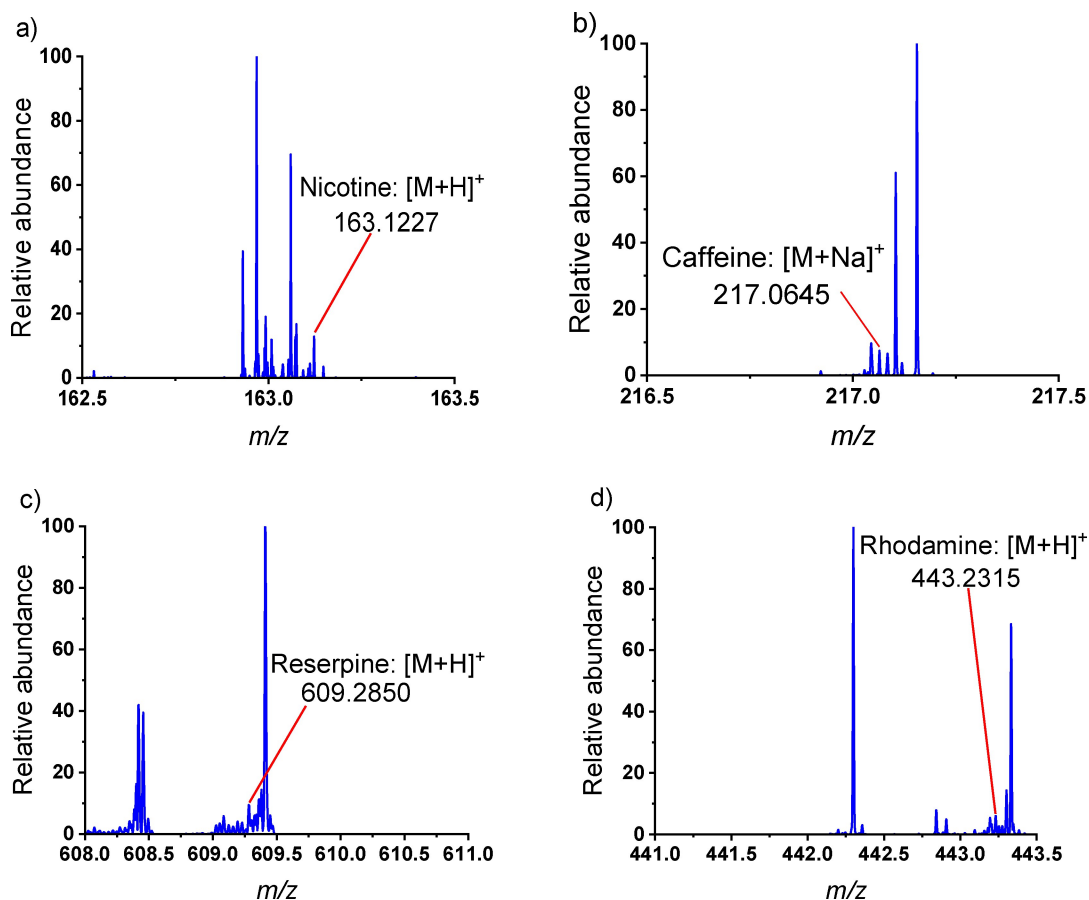 a)
100
80
60
40
20
0
Relative abundance
Nicotine: [M+H]+
163.1227
162.5 163.0 163.5
m/z
b)
100
80
60
40
20
0
Relative abundance
Caffeine: [M+Na]+
217.0645
216.5 217.0 217.5
m/z
c)
100
80
60
40
20
0
Relative abundance
Reserpine: [M+H]+
609.2850
608.0 608.5 609.0 609.5 610.0 610.5 611.0
m/z
d)
100
80
60
40
20
0
Relative abundance
Rhodamine: [M+H]+
443.2315
441.0 441.5 442.0 442.5 443.0 443.5
m/z